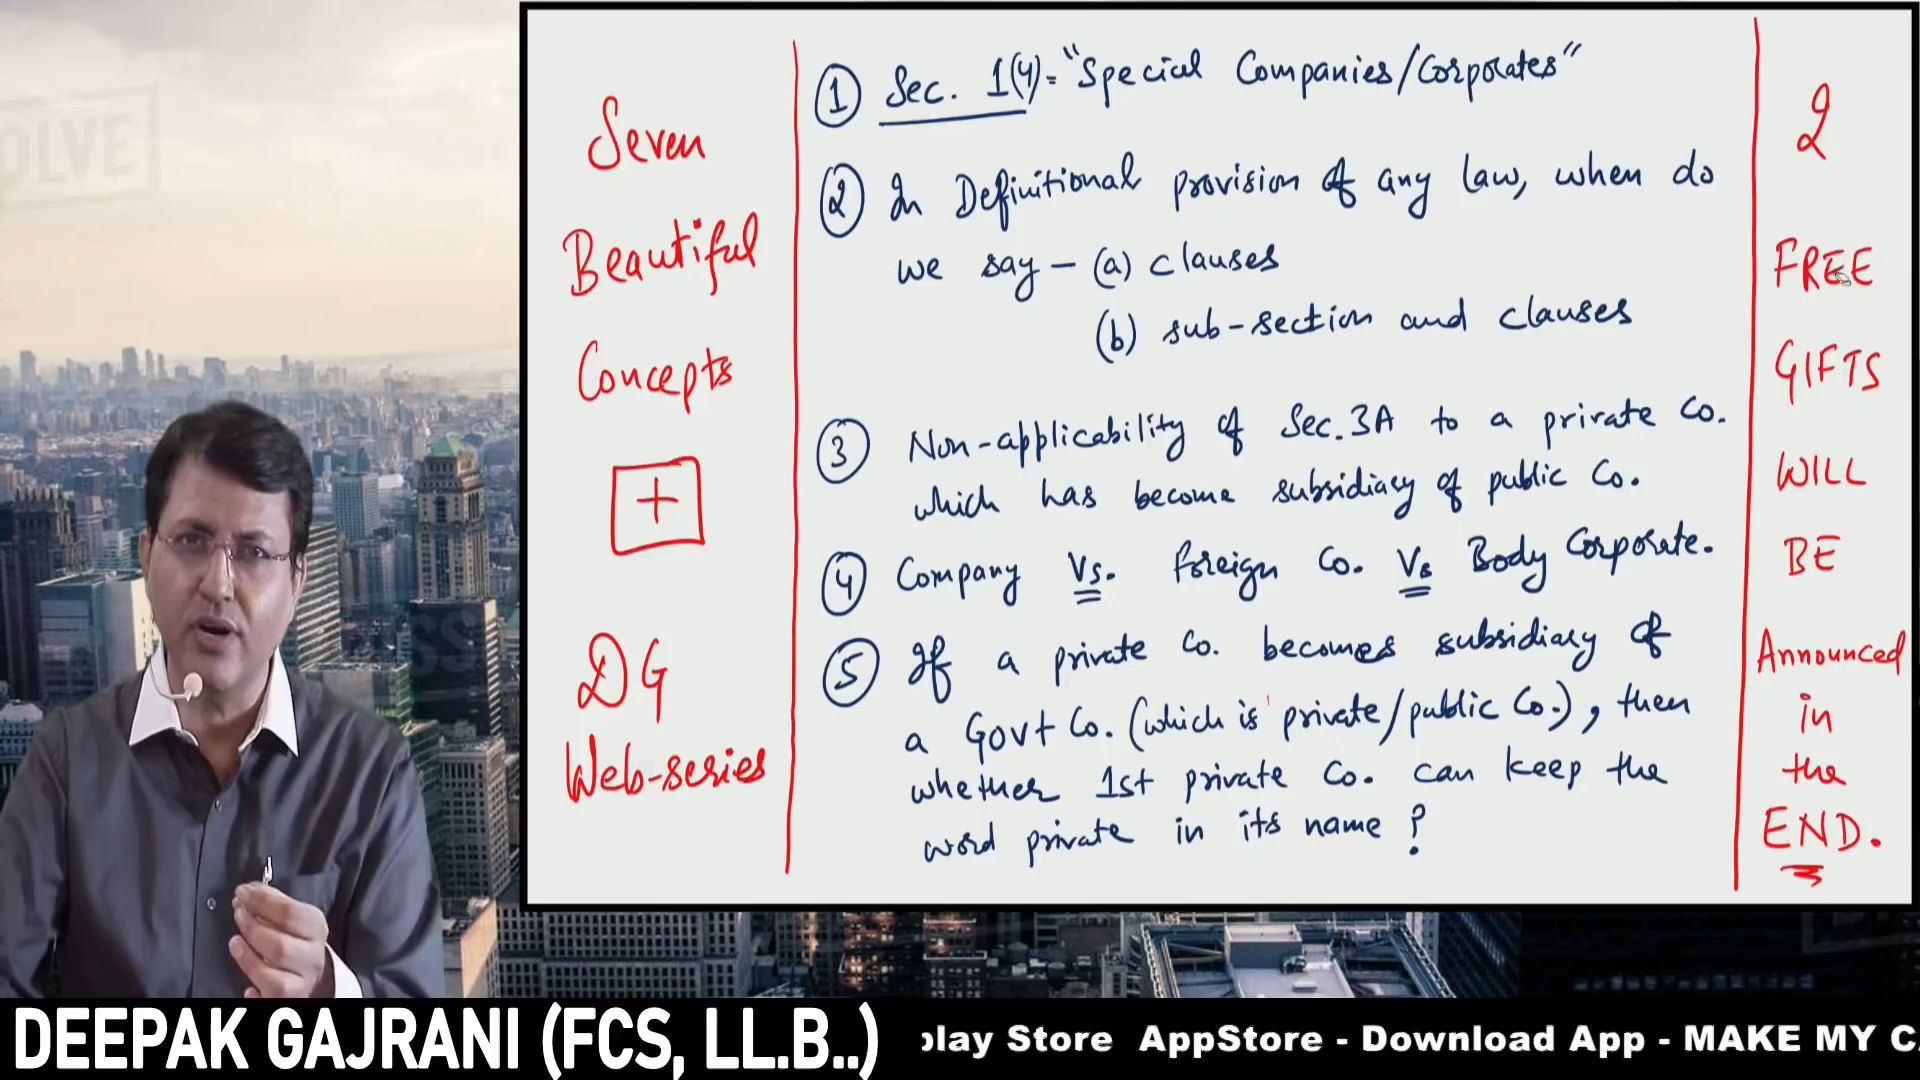 Seven
Beautiful
Concepts
+
DG
Web-series
① Sec. 1(4)= "Special Companies/Corporates"
② In Definitional provision of any law, when do
we say - (a) clauses
(b) sub-section and clauses
③ Non-applicability of Sec. 3A to a private Co.
which has become subsidiary of public Co.
④ Company Vs. Foreign Co. Vs Body Corporate.
⑤ If a private Co. becomes subsidiary of
a Govt Co. (which is private/public Co.), then
whether 1st private Co. can keep the
word private in its name?
2
FREE
GIFTS
WILL
BE
Announced
in
the
END.
OLVE
DEEPAK GAJRANI (FCS, LL.B..)
play Store AppStore - Download App - MAKE MY C